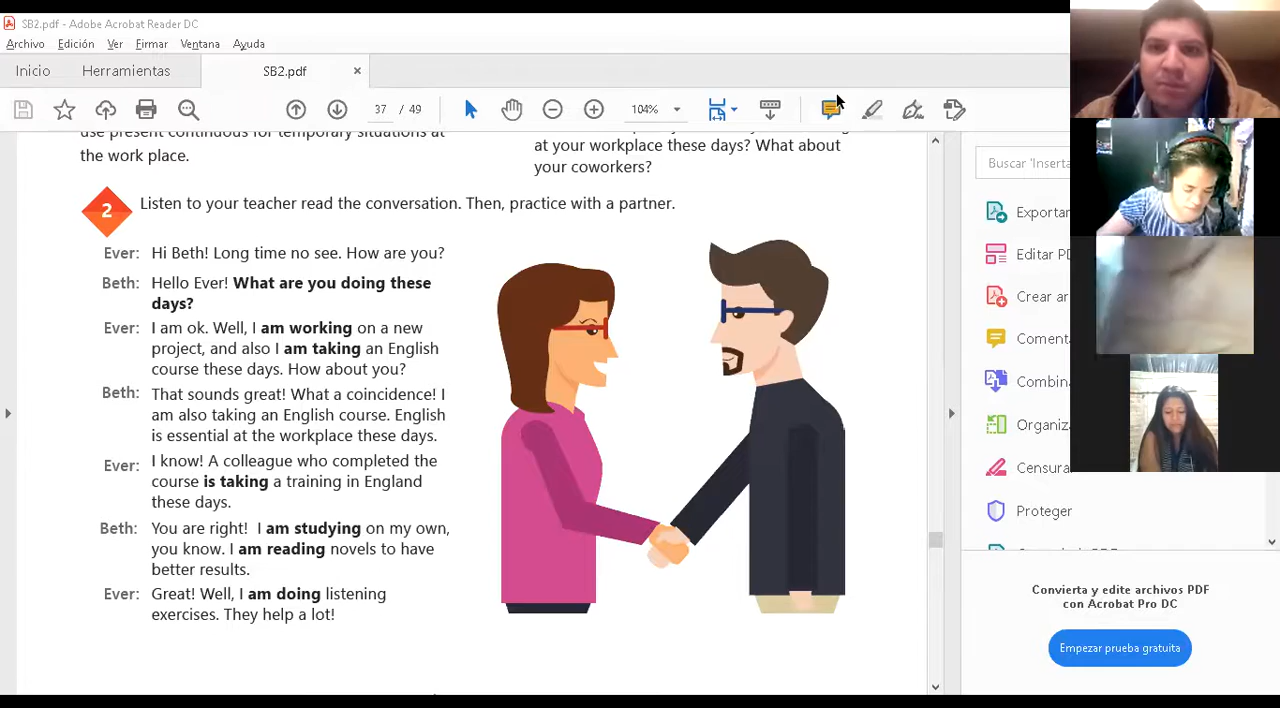 SB2.pdf - Adobe Acrobat Reader DC
Archivo Edición Ver Firmar Ventana Ayuda
Inicio Herramientas SB2.pdf ×
37 / 49 104%
use present continuous for temporary situations at
the work place.
at your workplace these days? What about
your coworkers?
2 Listen to your teacher read the conversation. Then, practice with a partner.
Ever: Hi Beth! Long time no see. How are you?
Beth: Hello Ever! What are you doing these
days?
Ever: I am ok. Well, I am working on a new
project, and also I am taking an English
course these days. How about you?
Beth: That sounds great! What a coincidence! I
am also taking an English course. English
is essential at the workplace these days.
Ever: I know! A colleague who completed the
course is taking a training in England
these days.
Beth: You are right! I am studying on my own,
you know. I am reading novels to have
better results.
Ever: Great! Well, I am doing listening
exercises. They help a lot!
Buscar 'Inserta
Exportar
Editar PD
Crear ar
Comenta
Combina
Organiza
Censura
Proteger
Convierta y edite archivos PDF
con Acrobat Pro DC
Empezar prueba gratuita